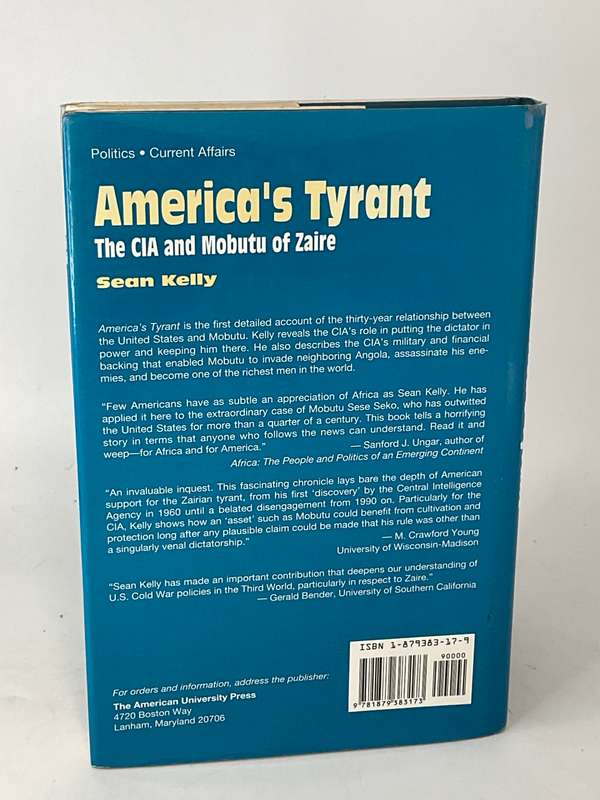 Politics • Current Affairs
America's Tyrant
The CIA and Mobutu of Zaire
Sean Kelly
America's Tyrant is the first detailed account of the thirty-year relationship between
the United States and Mobutu. Kelly reveals the CIA's role in putting the dictator in
power and keeping him there. He also describes the CIA's military and financial
backing that enabled Mobutu to invade neighboring Angola, assassinate his ene-
mies, and become one of the richest men in the world.
"Few Americans have as subtle an appreciation of Africa as Sean Kelly. He has
applied it here to the extraordinary case of Mobutu Sese Seko, who has outwitted
the United States for more than a quarter of a century. This book tells a horrifying
story in terms that anyone who follows the news can understand. Read it and
weep—for Africa and for America."
— Sanford J. Ungar, author of
Africa: The People and Politics of an Emerging Continent
"An invaluable inquest. This fascinating chronicle lays bare the depth of American
support for the Zairian tyrant, from his first 'discovery' by the Central Intelligence
Agency in 1960 until a belated disengagement from 1990 on. Particularly for the
CIA, Kelly shows how an 'asset' such as Mobutu could benefit from cultivation and
protection long after any plausible claim could be made that his rule was other than
a singularly venal dictatorship."
— M. Crawford Young
University of Wisconsin-Madison
"Sean Kelly has made an important contribution that deepens our understanding of
U.S. Cold War policies in the Third World, particularly in respect to Zaire."
— Gerald Bender, University of Southern California
ISBN 1-879383-17-9
90000
9 781879 383173
For orders and information, address the publisher:
The American University Press
4720 Boston Way
Lanham, Maryland 20706